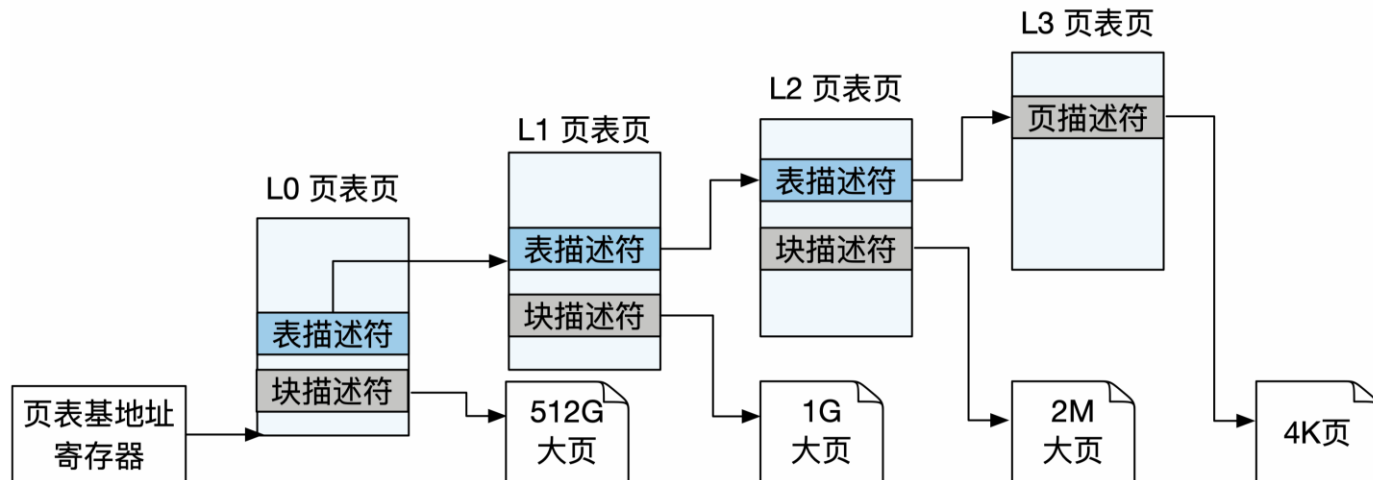 L3 页表页
页描述符
L2 页表页
表描述符
块描述符
L1 页表页
表描述符
块描述符
L0 页表页
表描述符
块描述符
页表基地址
寄存器
512G
大页
1G
大页
2M
大页
4K页